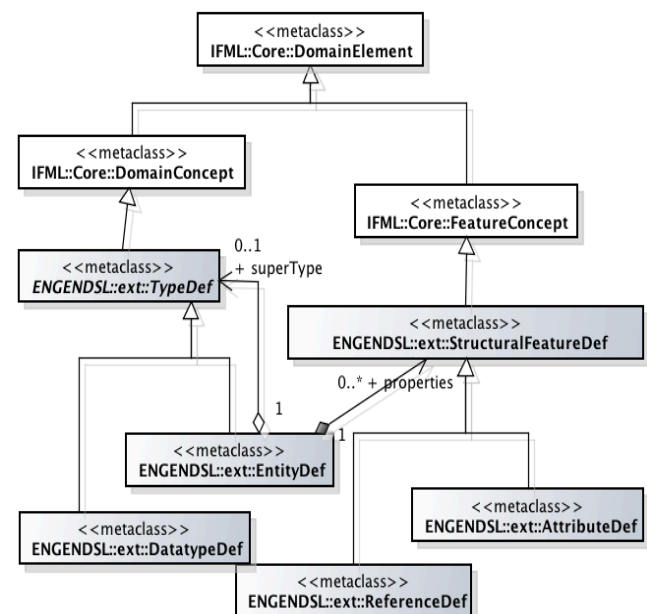 <<metaclass>>
IFML::Core::DomainElement
<<metaclass>>
IFML::Core::DomainConcept
<<metaclass>>
IFML::Core::FeatureConcept
<<metaclass>>
ENGENDSL::ext::TypeDef
0..1
+ superType
<<metaclass>>
ENGENDSL::ext::StructuralFeatureDef
0..* + properties
1
1
<<metaclass>>
ENGENDSL::ext::EntityDef
<<metaclass>>
ENGENDSL::ext::AttributeDef
<<metaclass>>
ENGENDSL::ext::DatatypeDef
<<metaclass>>
ENGENDSL::ext::ReferenceDef